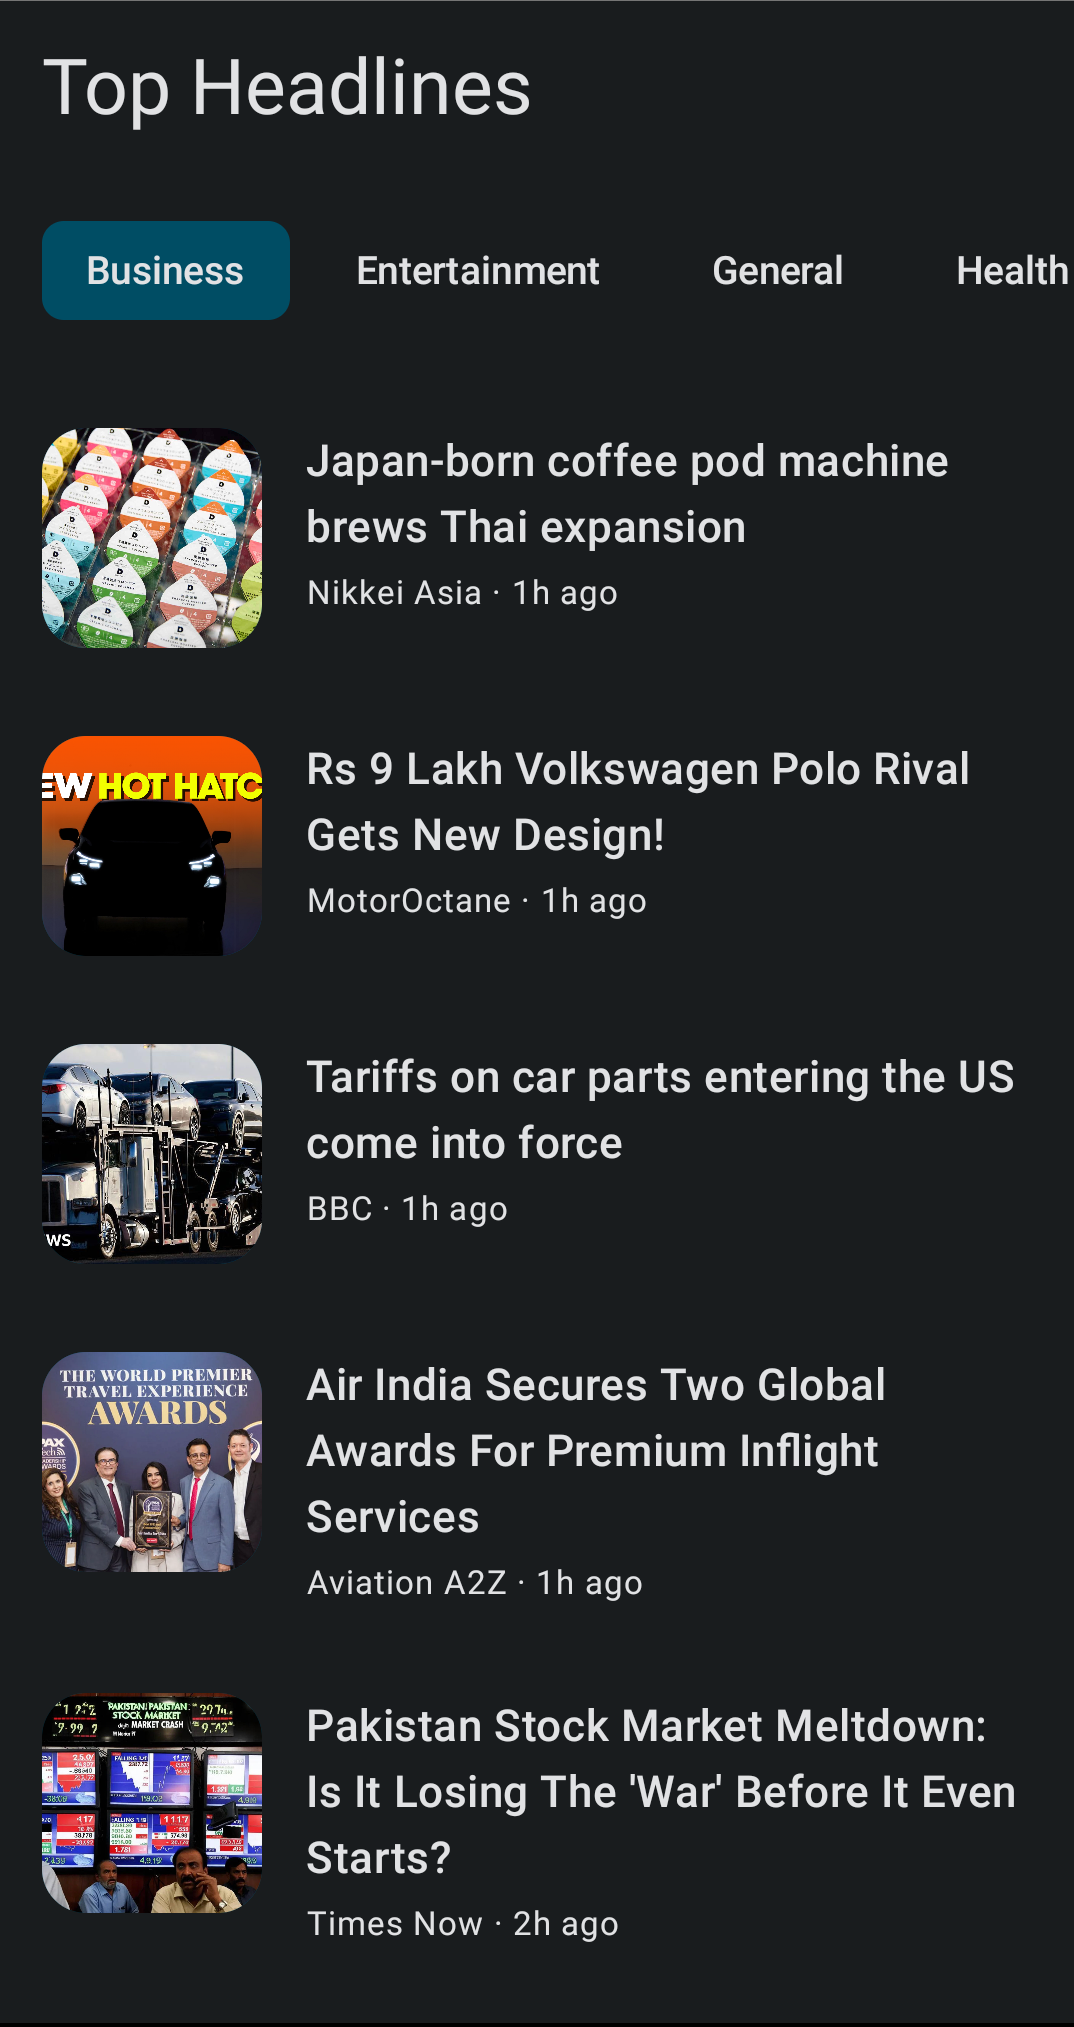 Top Headlines
Business
Entertainment
General
Health
Japan-born coffee pod machine
brews Thai expansion
Nikkei Asia · 1h ago
EW HOT HATC
Rs 9 Lakh Volkswagen Polo Rival
Gets New Design!
MotorOctane · 1h ago
WS
Tariffs on car parts entering the US
come into force
BBC · 1h ago
THE WORLD PREMIER
TRAVEL EXPERIENCE
AWARDS
Air India Secures Two Global
Awards For Premium Inflight
Services
Aviation A2Z · 1h ago
PAKISTAN PAKISTAN
STOCK MARKET
MARKET CRASH
Pakistan Stock Market Meltdown:
Is It Losing The 'War' Before It Even
Starts?
Times Now · 2h ago